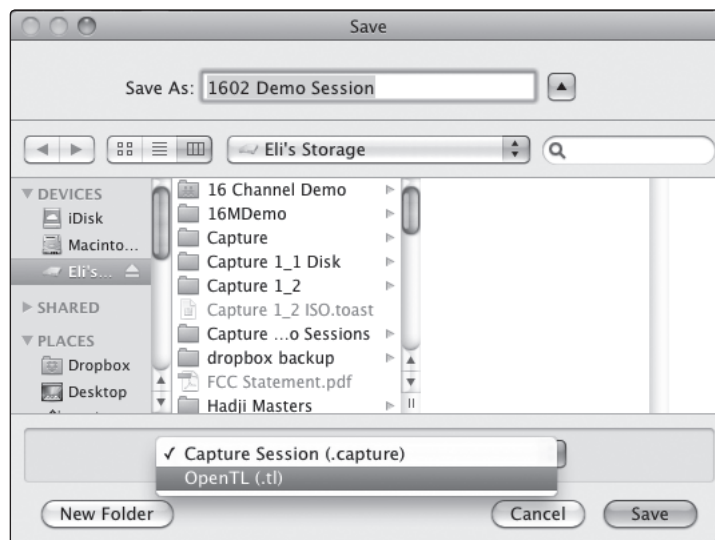 Save
Save As: 1602 Demo Session
Eli's Storage
DEVICES
iDisk
Macinto...
Eli's...
SHARED
PLACES
Dropbox
Desktop
16 Channel Demo
16MDemo
Capture
Capture 1_1 Disk
Capture 1_2
Capture 1_2 ISO.toast
Capture ...o Sessions
dropbox backup
FCC Statement.pdf
Hadji Masters
✓ Capture Session (.capture)
OpenTL (.tl)
New Folder
Cancel
Save